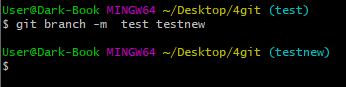 User@Dark-Book MINGW64 ~/Desktop/4git (test)
$ git branch -m  test testnew

User@Dark-Book MINGW64 ~/Desktop/4git (testnew)
$